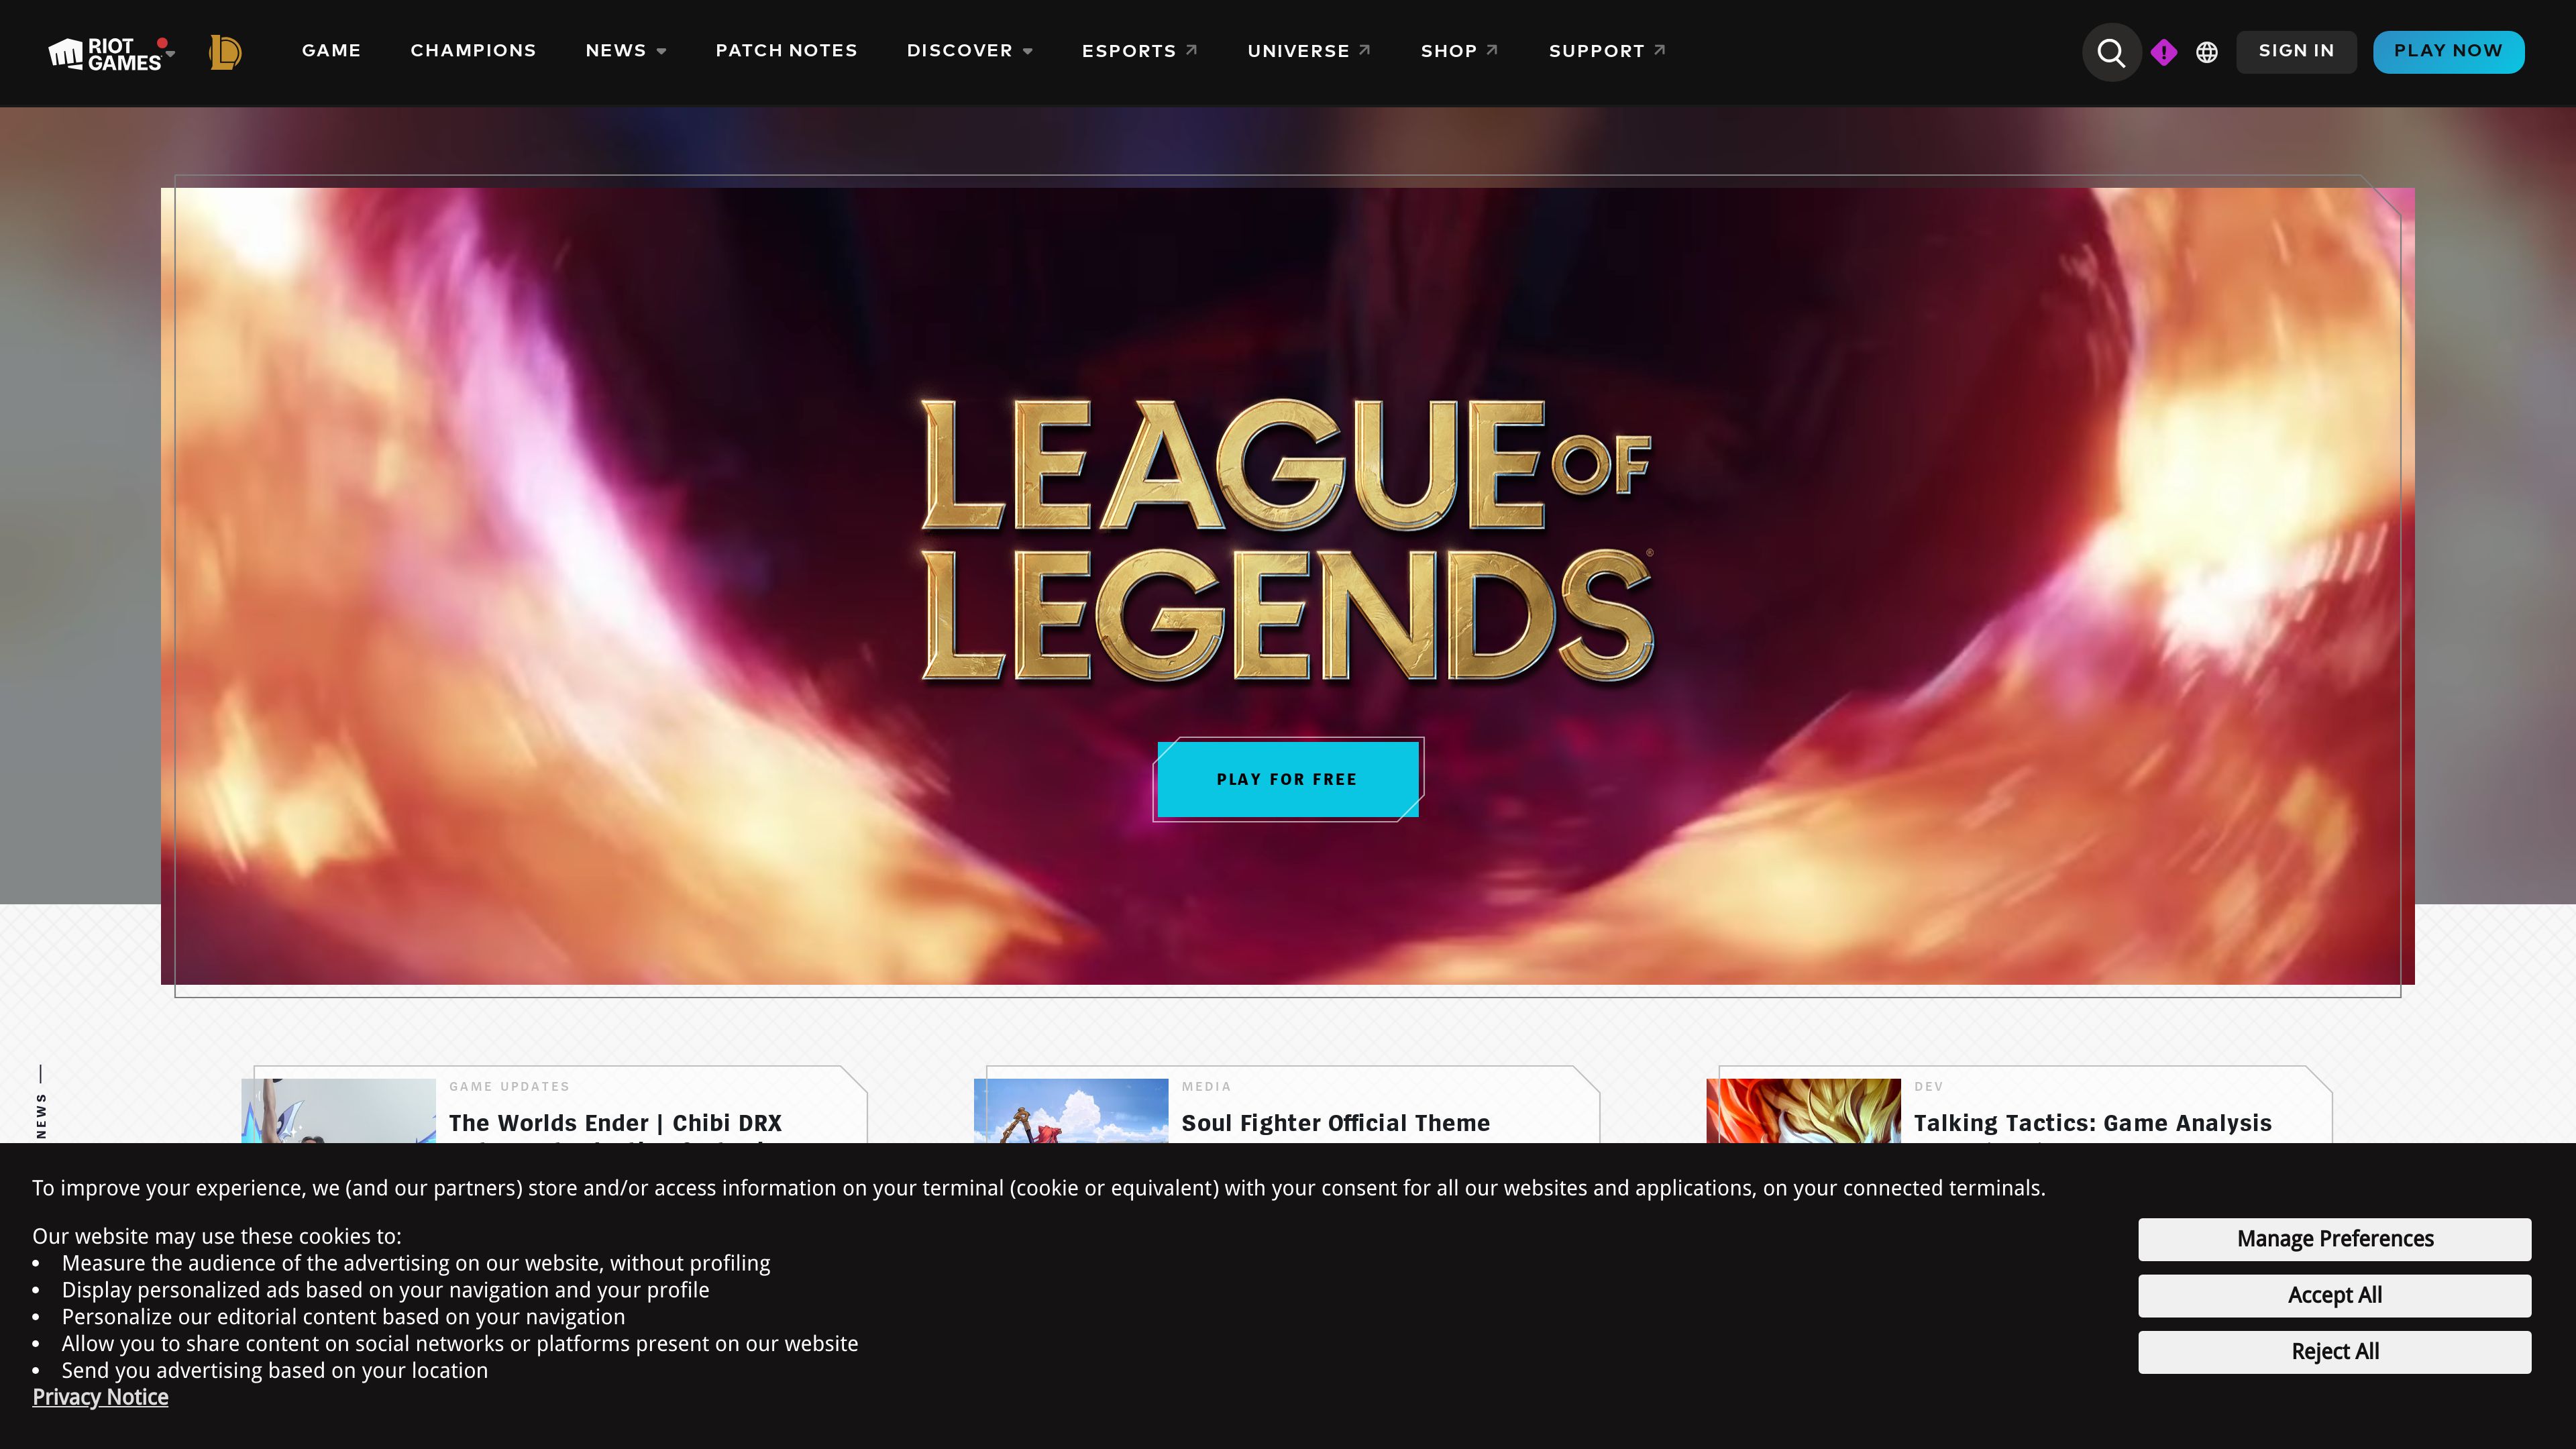 RIOT
GAMES
GAME
CHAMPIONS
NEWS
PATCH NOTES
DISCOVER
ESPORTS
UNIVERSE
SHOP
SUPPORT
SIGN IN
PLAY NOW
LEAGUE OF
LEGENDS®
PLAY FOR FREE
NEWS
GAME UPDATES
The Worlds Ender | Chibi DRX
MEDIA
Soul Fighter Official Theme
DEV
Talking Tactics: Game Analysis
To improve your experience, we (and our partners) store and/or access information on your terminal (cookie or equivalent) with your consent for all our websites and applications, on your connected terminals.
Our website may use these cookies to:
• Measure the audience of the advertising on our website, without profiling
• Display personalized ads based on your navigation and your profile
• Personalize our editorial content based on your navigation
• Allow you to share content on social networks or platforms present on our website
• Send you advertising based on your location
Privacy Notice
Manage Preferences
Accept All
Reject All